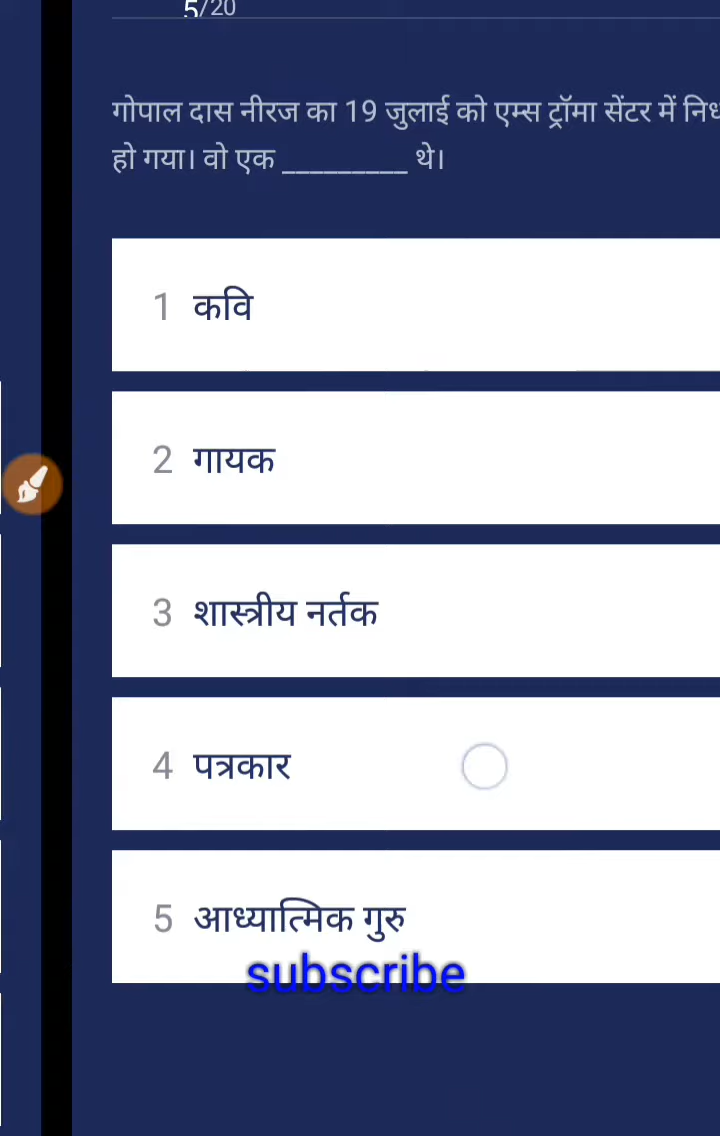 5/20
गोपाल दास नीरज का 19 जुलाई को एम्स ट्रॉमा सेंटर में
हो गया। वो एक _________ थे।
1 कवि
2 गायक
3 शास्त्रीय नर्तक
4 पत्रकार
5 आध्यात्मिक गुरु
subscribe